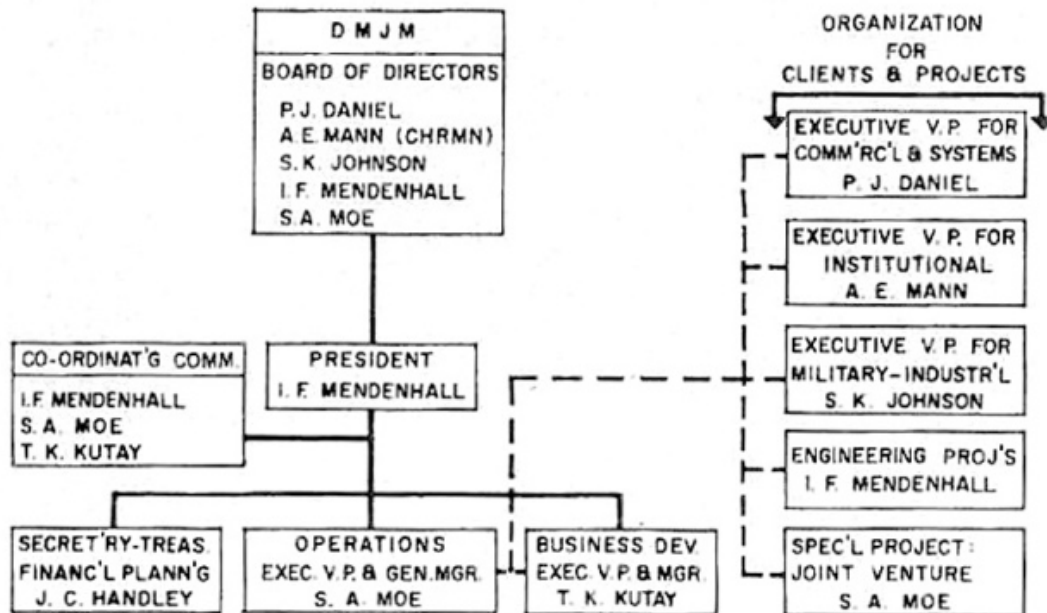 DMJM
BOARD OF DIRECTORS
P. J. DANIEL
A. E. MANN (CHRMN)
S. K. JOHNSON
I. F. MENDENHALL
S. A. MOE
ORGANIZATION
FOR
CLIENTS & PROJECTS
EXECUTIVE V. P. FOR
COMM'RC'L & SYSTEMS
P. J. DANIEL
EXECUTIVE V. P. FOR
INSTITUTIONAL
A. E. MANN
EXECUTIVE V. P. FOR
MILITARY-INDUSTR'L
S. K. JOHNSON
ENGINEERING PROJ'S
I. F. MENDENHALL
SPEC'L PROJECT:
JOINT VENTURE
S. A. MOE
PRESIDENT
I. F. MENDENHALL
CO-ORDINAT'G COMM.
I. F. MENDENHALL
S. A. MOE
T. K. KUTAY
SECRET'RY-TREAS.
FINANC'L PLANN'G
J. C. HANDLEY
OPERATIONS
EXEC. V. P. & GEN. MGR.
S. A. MOE
BUSINESS DEV.
EXEC. V. P. & MGR.
T. K. KUTAY